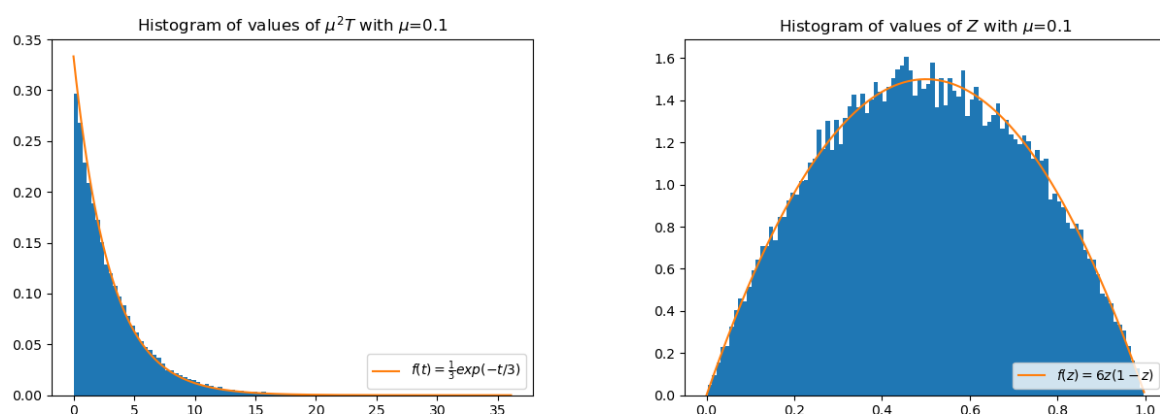 Histogram of values of μ²T with μ=0.1
0.35
0.30
0.25
0.20
0.15
0.10
0.05
0.00
0 5 10 15 20 25 30 35
f(t) = 1/3 exp(−t/3)
Histogram of values of Z with μ=0.1
1.6
1.4
1.2
1.0
0.8
0.6
0.4
0.2
0.0
0.0 0.2 0.4 0.6 0.8 1.0
f(z) = 6z(1 − z)